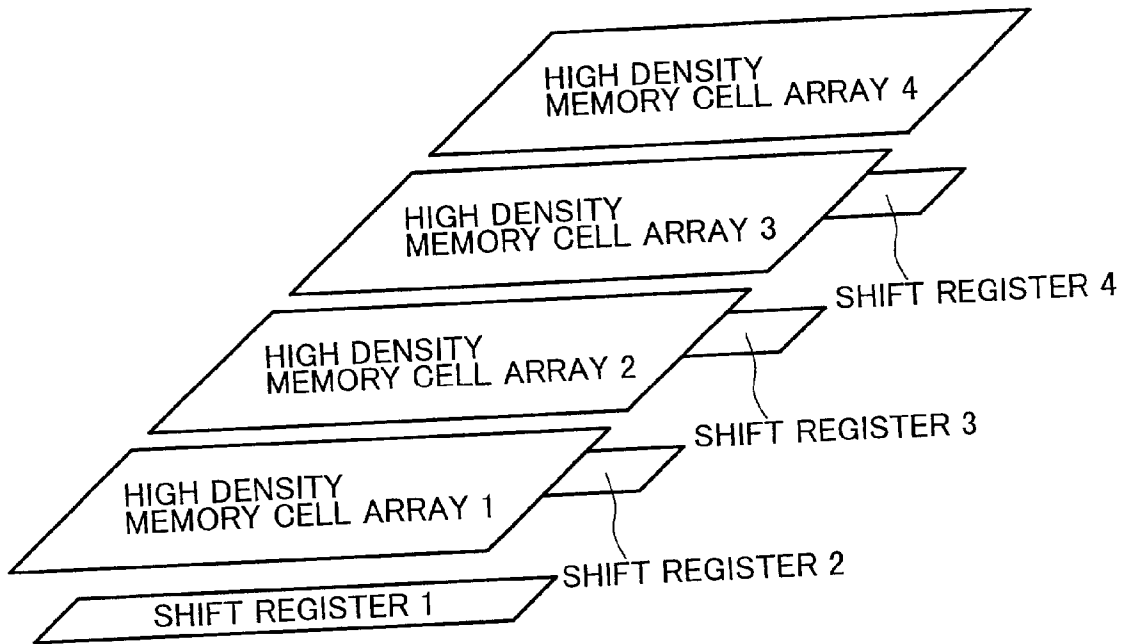 HIGH DENSITY
MEMORY CELL ARRAY 4
HIGH DENSITY
MEMORY CELL ARRAY 3
SHIFT REGISTER 4
HIGH DENSITY
MEMORY CELL ARRAY 2
SHIFT REGISTER 3
HIGH DENSITY
MEMORY CELL ARRAY 1
SHIFT REGISTER 2
SHIFT REGISTER 1